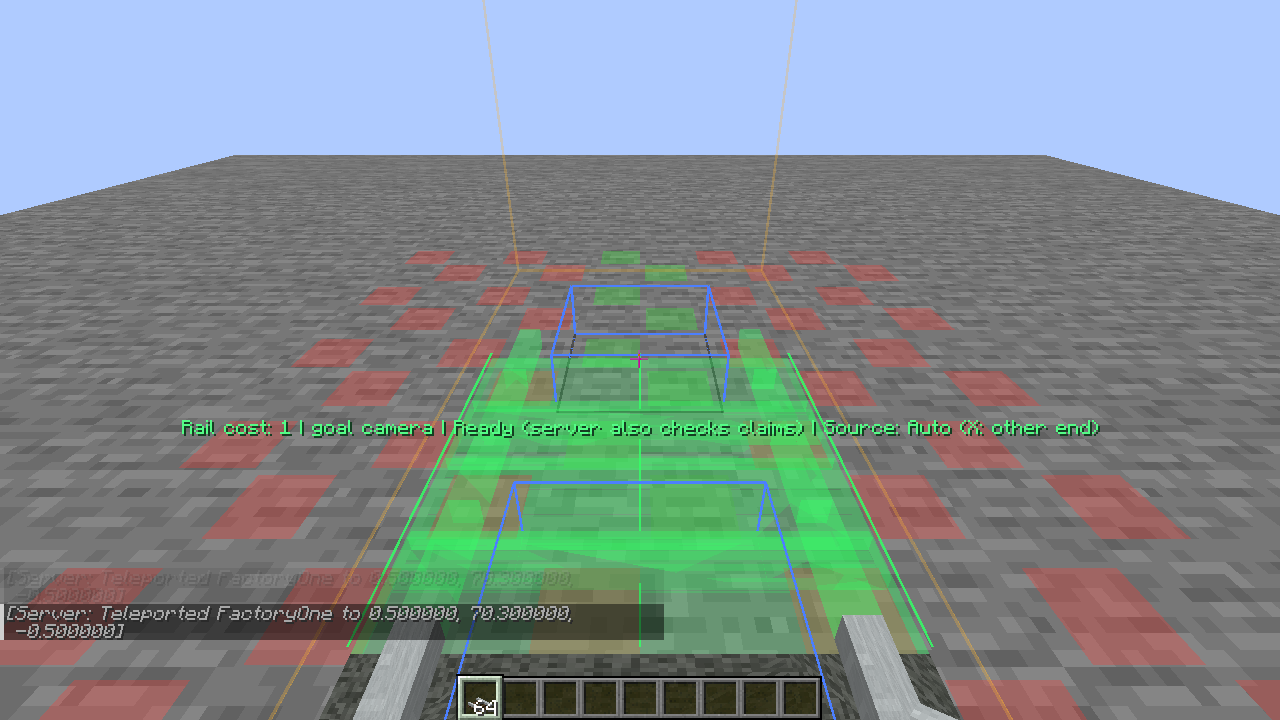 Rail cost: 1 | goal camera | Ready (server also checks claims) | Source: Auto (X: other end)
[Server: Teleported FactoryOne to 0.500000, 70.300000,
-0.500000]
[Server: Teleported FactoryOne to 0.500000, 70.300000,
-0.500000]
64